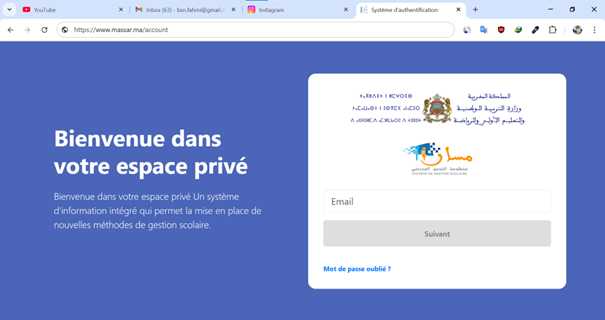 YouTube
Inbox (63) - bsn.fahmi@gmail.c
Instagram
Système d'authentification
https://www.massar.ma/account
Bienvenue dans
votre espace privé
Bienvenue dans votre espace privé Un système
d'information intégré qui permet la mise en place de
nouvelles méthodes de gestion scolaire.
المملكة المغربية
وزارة التربية الوطنية
والتعليم الأولي والرياضة
مسار
منظومة التدبير المدرسي
SYSTÈME DE GESTION SCOLAIRE
Email
Suivant
Mot de passe oublié ?